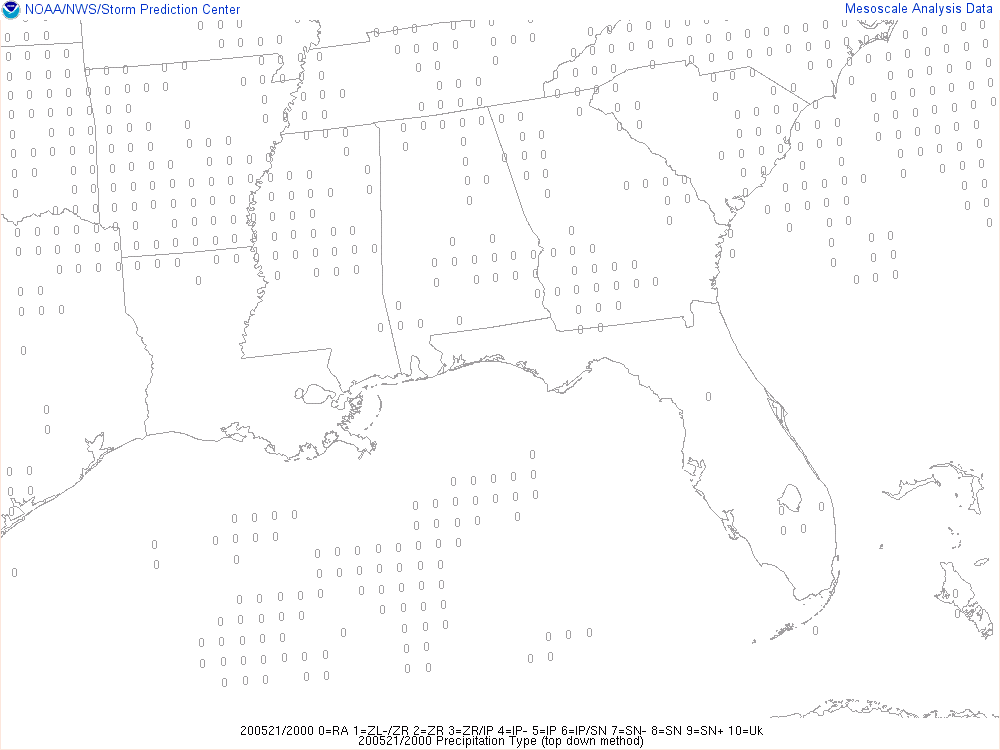 NOAA/NWS/Storm Prediction Center
Mesoscale Analysis Data
200521/2000 0=RA 1=ZL-/ZR 2=ZR 3=ZR/IP 4=IP- 5=IP 6=IP/SN 7=SN- 8=SN 9=SN+ 10=Uk
200521/2000 Precipitation Type (top down method)